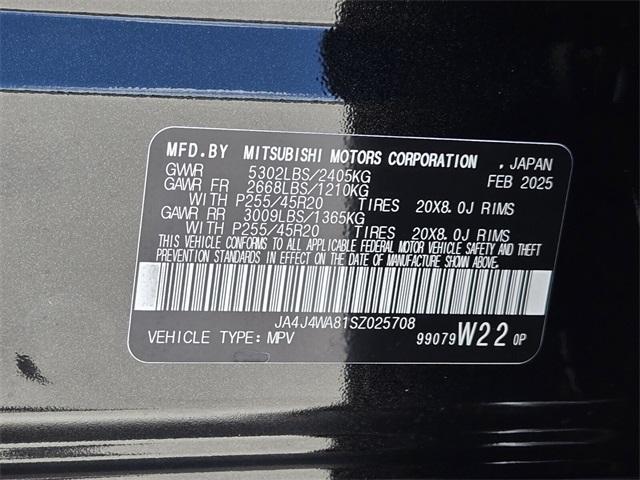 MFD.BY MITSUBISHI MOTORS CORPORATION , JAPAN
GVWR 5302LBS/2405KG FEB 2025
GAWR FR 2668LBS/1210KG
WITH P255/45R20 TIRES 20X8.0J RIMS
GAWR RR 3009LBS/1365KG
WITH P255/45R20 TIRES 20X8.0J RIMS
THIS VEHICLE CONFORMS TO ALL APPLICABLE FEDERAL MOTOR VEHICLE SAFETY AND THEFT
PREVENTION STANDARDS IN EFFECT ON THE DATE OF MANUFACTURE SHOWN ABOVE.
JA4J4WA81SZ025708
VEHICLE TYPE: MPV 99079 W22 0P